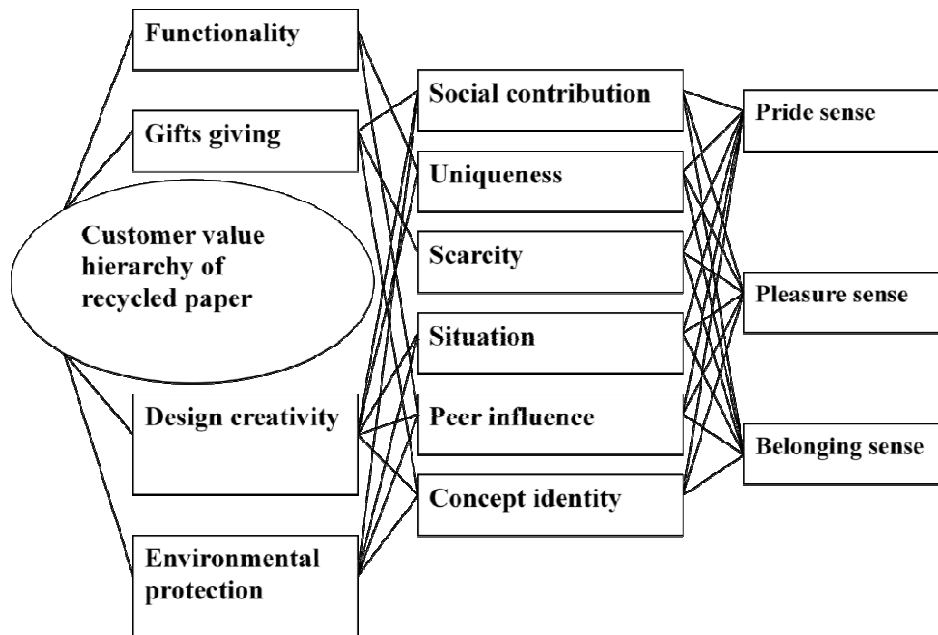 Functionality
Gifts giving
Customer value
hierarchy of
recycled paper
Design creativity
Environmental
protection
Social contribution
Uniqueness
Scarcity
Situation
Peer influence
Concept identity
Pride sense
Pleasure sense
Belonging sense